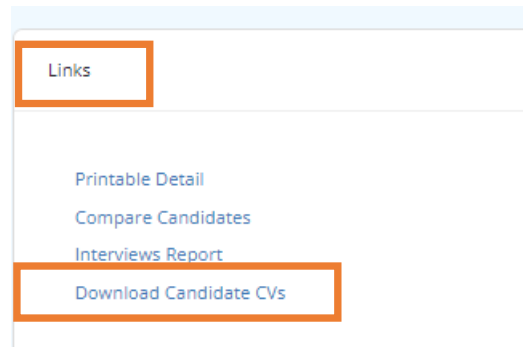 Links
Printable Detail
Compare Candidates
Interviews Report
Download Candidate CVs